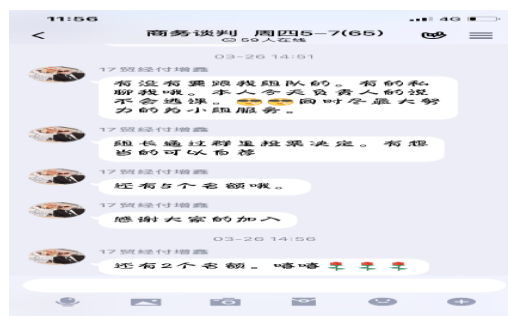 11:56
4G
商务谈判 周四5-7(65)
59人在线
03-26 14:51
17贸经付增鑫
有没有要跟我组队的。有的私
聊我哦。本人今天负责人的说
不会逃课。😎😎同时尽最大努
力的为小组服务。
17贸经付增鑫
组长通过群里投票决定。有想
当的可以自荐
17贸经付增鑫
还有5个名额哦。
17贸经付增鑫
感谢大家的加入
03-26 14:56
17贸经付增鑫
还有2个名额。嘻嘻🌹🌹🌹